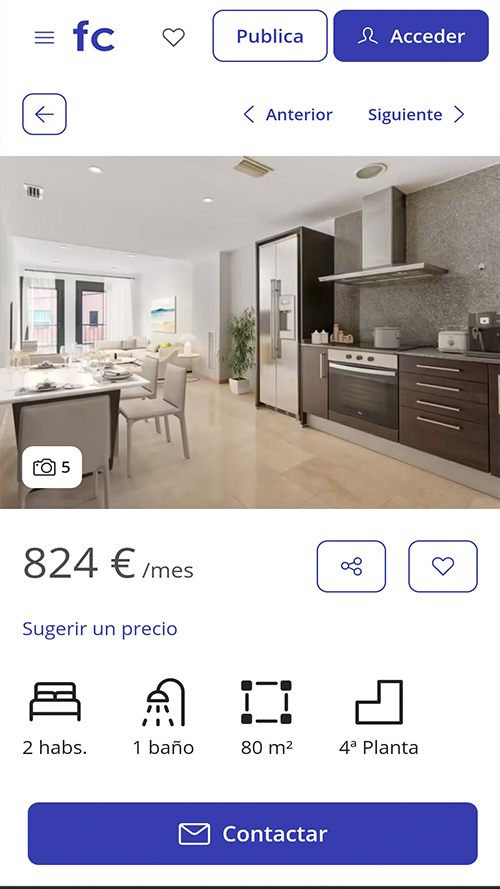 fc
Publica
Acceder
Anterior
Siguiente
5
824 € /mes
Sugerir un precio
2 habs.
1 baño
80 m²
4ª Planta
Contactar